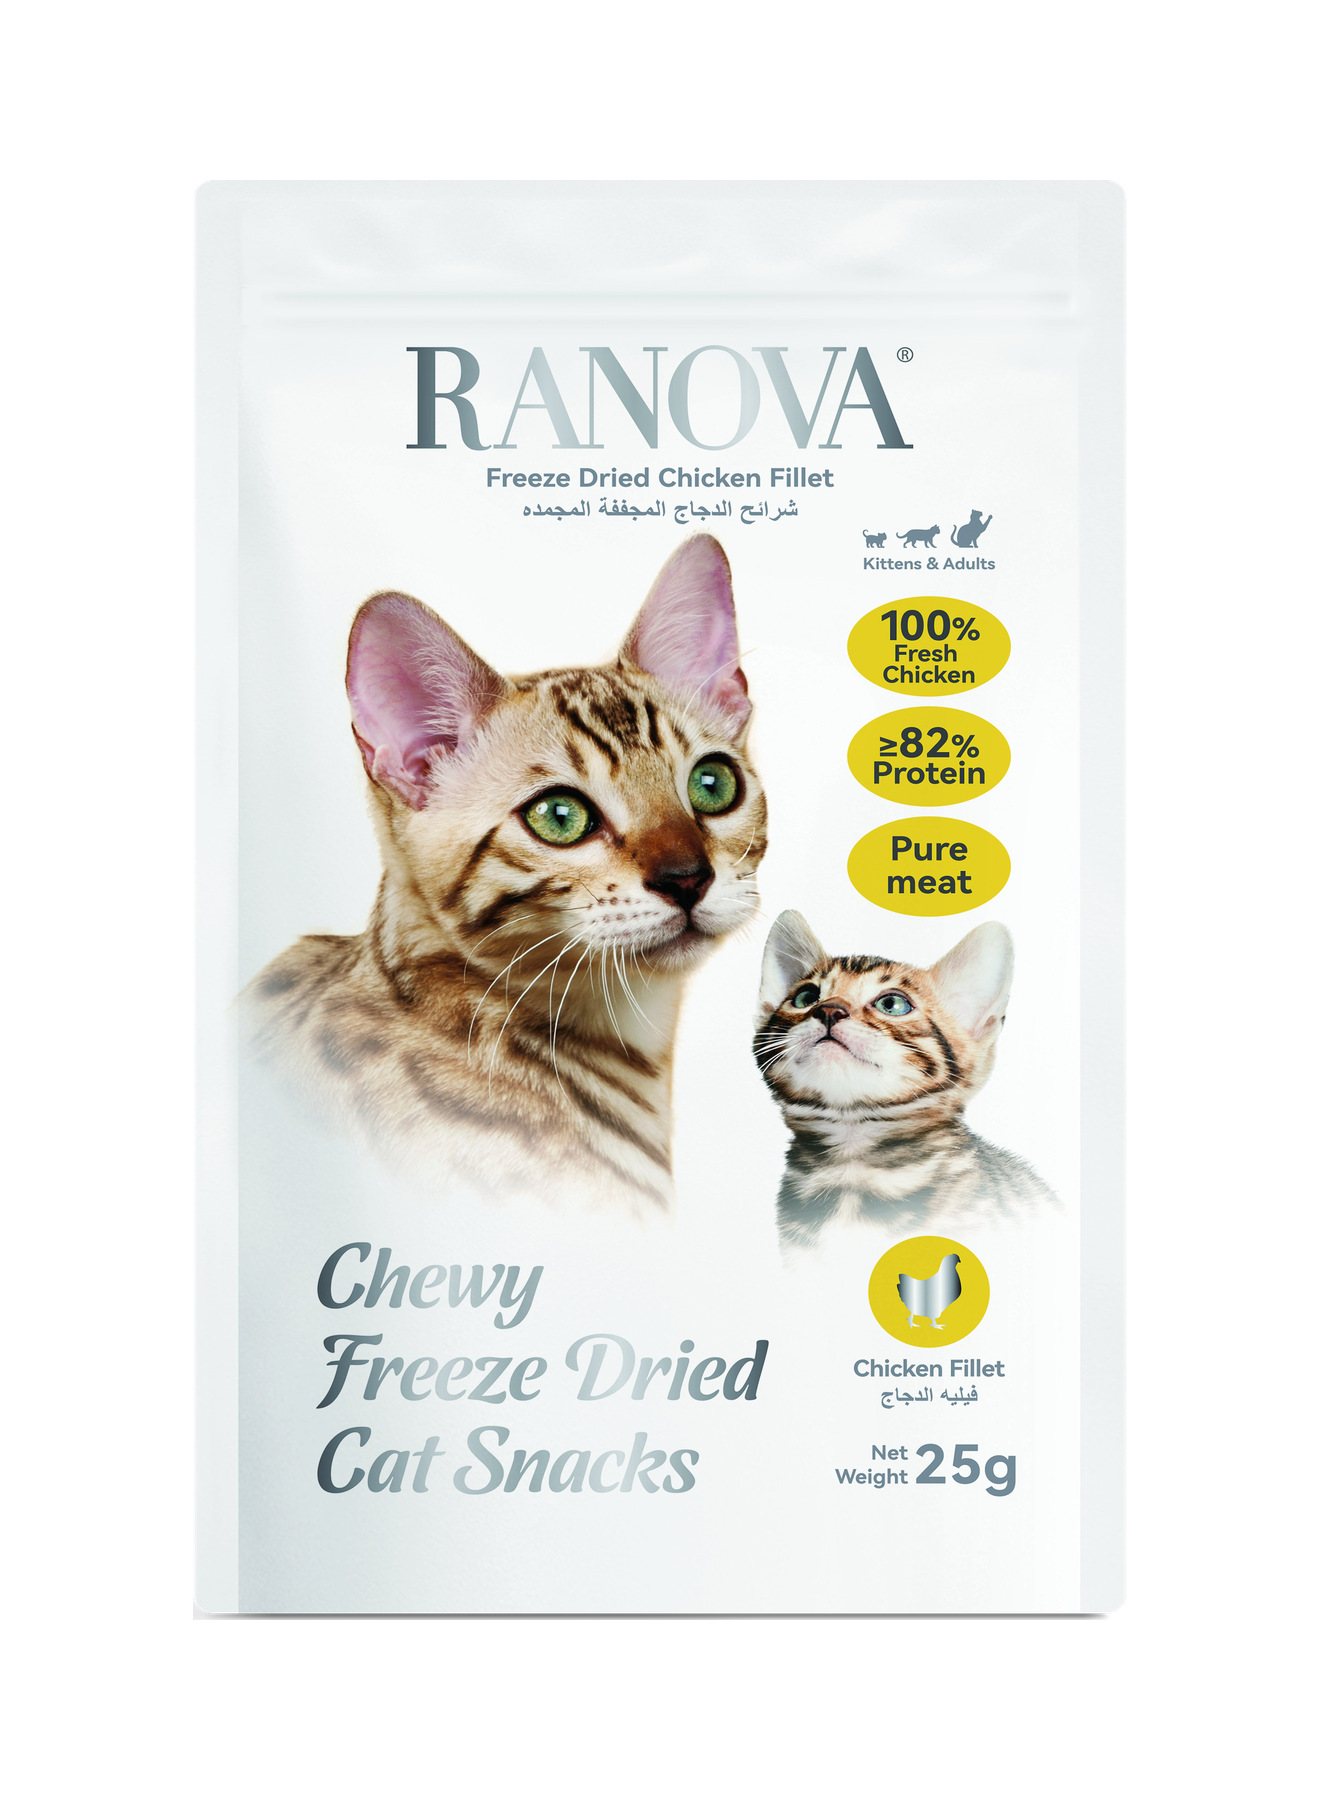 RANOVA®
Freeze Dried Chicken Fillet
شرائح الدجاج المجففة المجمده
Kittens & Adults
100%
Fresh
Chicken
≥82%
Protein
Pure
meat
Chewy
Freeze Dried
Cat Snacks
Chicken Fillet
فيليه الدجاج
Net
Weight 25g